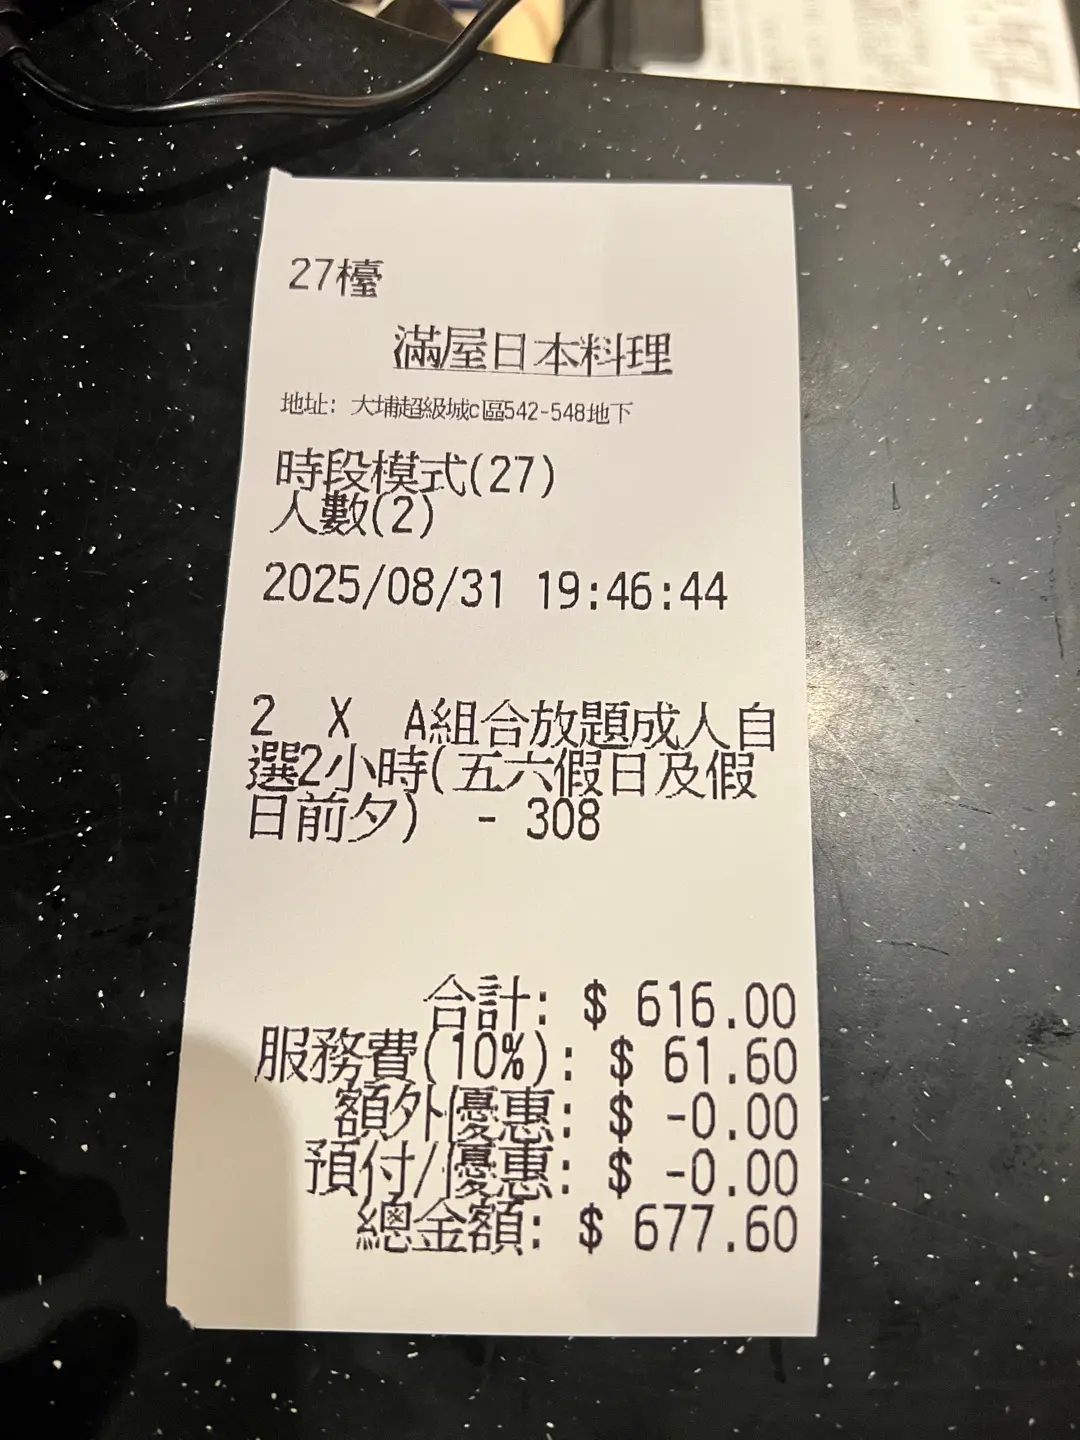 27檯
滿屋日本料理
地址: 大埔超級城c區542-548地下
時段模式(27)
人數(2)
2025/08/31 19:46:44
2 X A組合放題成人自
選2小時(五六假日及假
日前夕) - 308
合計: $ 616.00
服務費(10%): $ 61.60
額外優惠: $ -0.00
預付/優惠: $ -0.00
總金額: $ 677.60